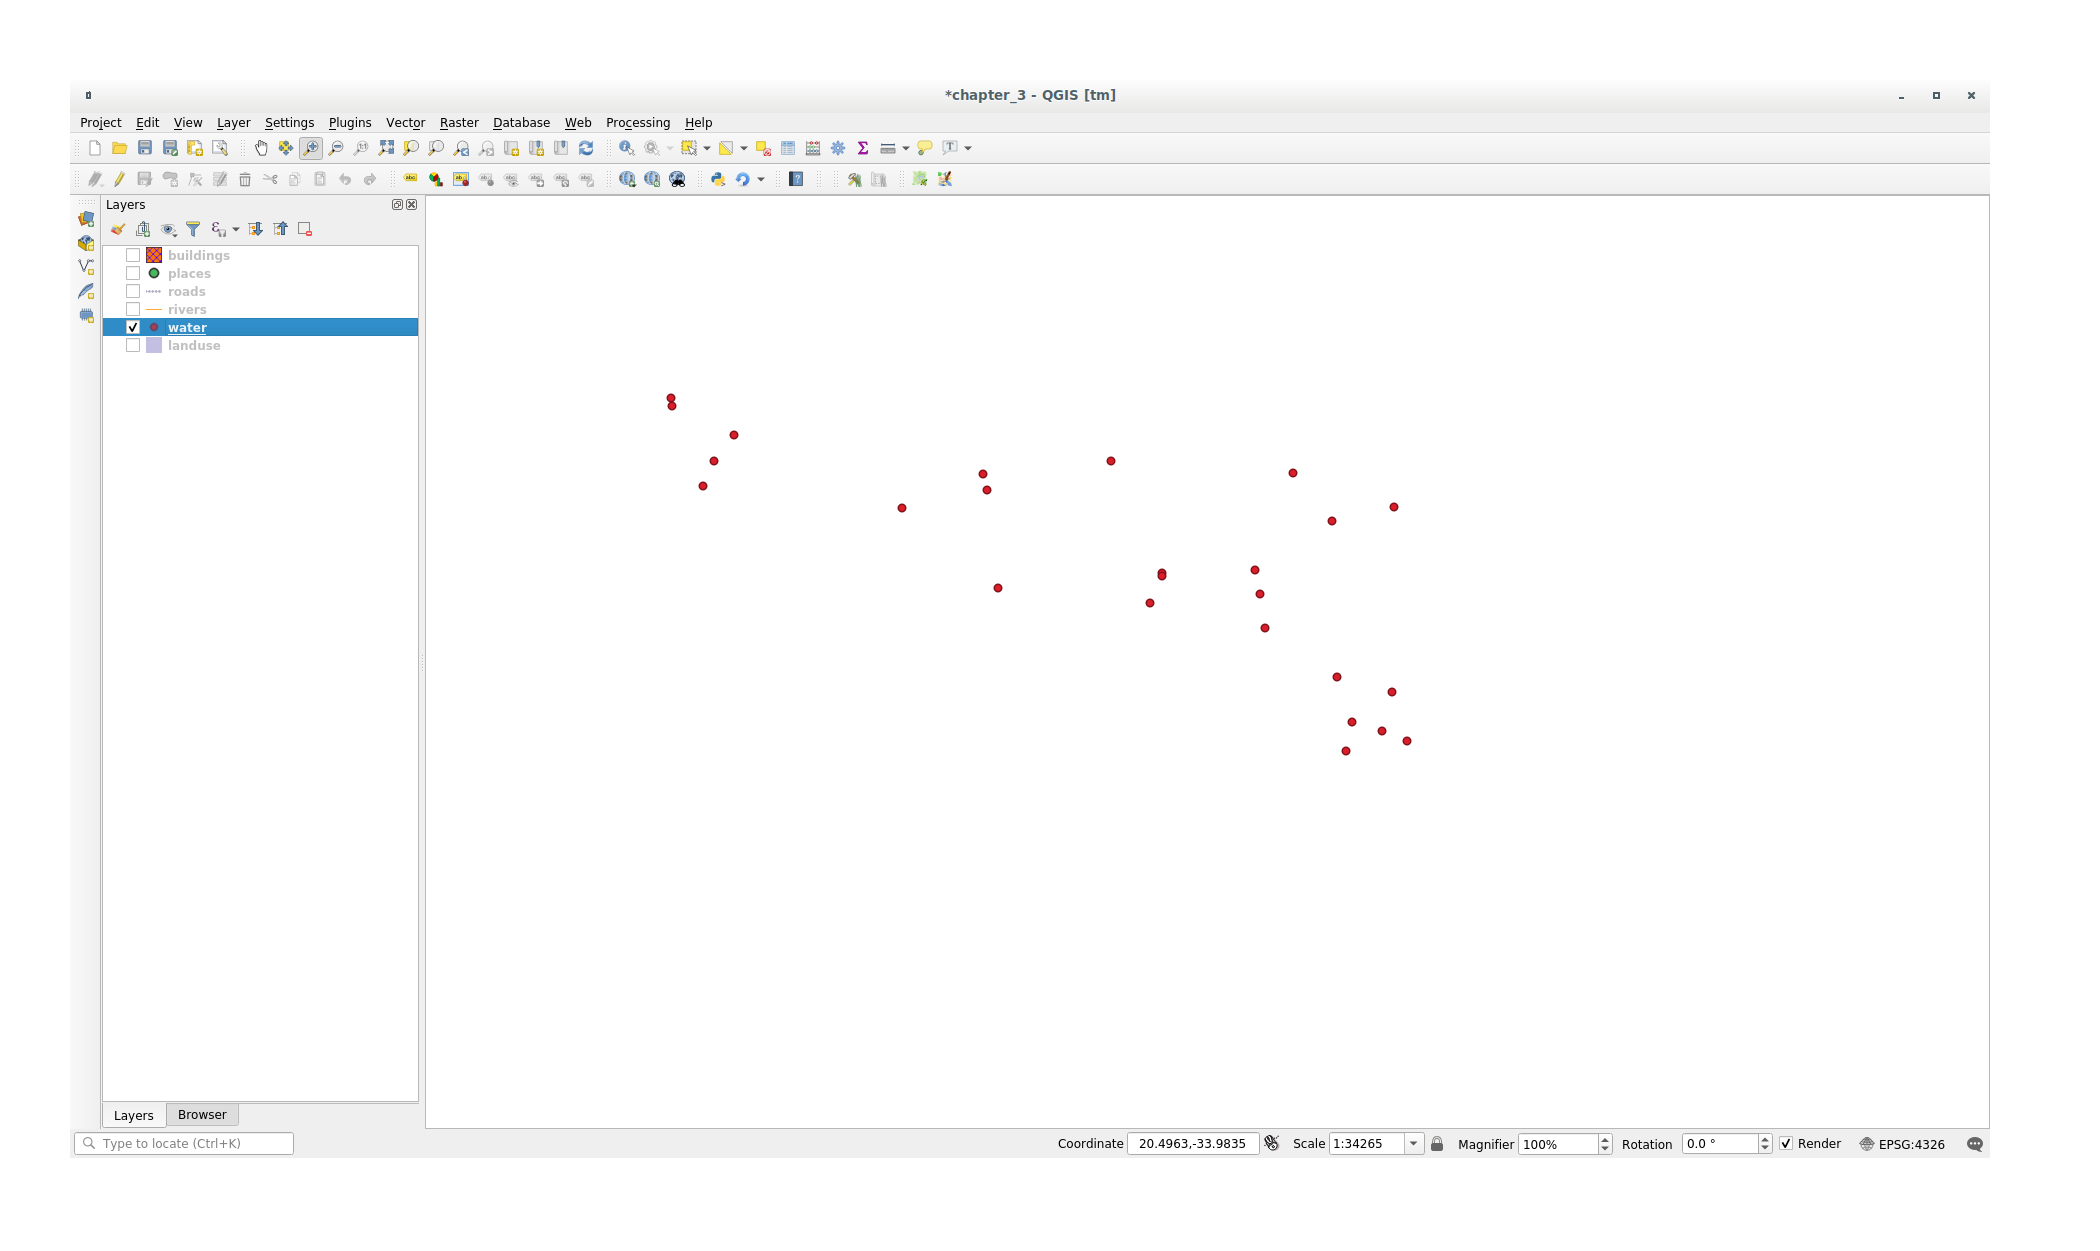 *chapter_3 - QGIS [tm]
Project Edit View Layer Settings Plugins Vector Raster Database Web Processing Help
Layers
buildings
places
roads
rivers
water
landuse
Layers Browser
Type to locate (Ctrl+K) Coordinate 20.4963,-33.9835 Scale 1:34265 Magnifier 100% Rotation 0.0 ° Render EPSG:4326